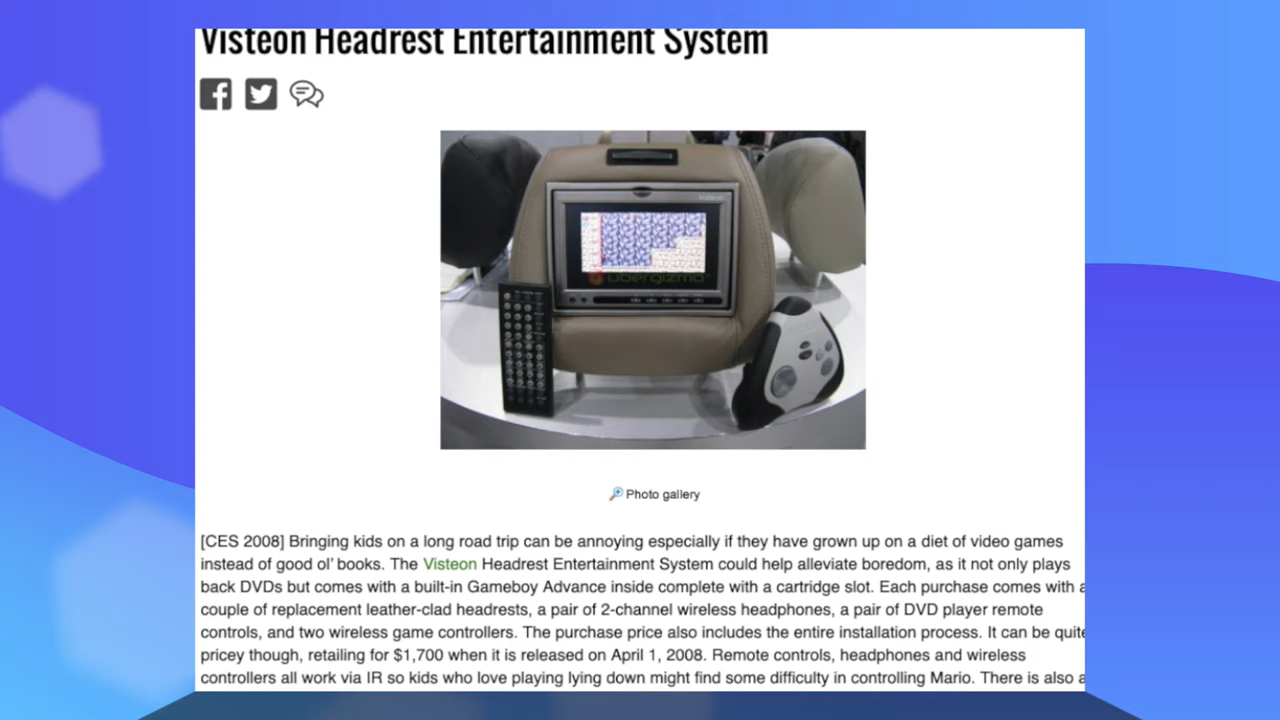 Visteon Headrest Entertainment System
Visteon
ubergizmo
Photo gallery
[CES 2008] Bringing kids on a long road trip can be annoying especially if they have grown up on a diet of video games
instead of good ol' books. The Visteon Headrest Entertainment System could help alleviate boredom, as it not only plays
back DVDs but comes with a built-in Gameboy Advance inside complete with a cartridge slot. Each purchase comes with a
couple of replacement leather-clad headrests, a pair of 2-channel wireless headphones, a pair of DVD player remote
controls, and two wireless game controllers. The purchase price also includes the entire installation process. It can be quite
pricey though, retailing for $1,700 when it is released on April 1, 2008. Remote controls, headphones and wireless
controllers all work via IR so kids who love playing lying down might find some difficulty in controlling Mario. There is also a